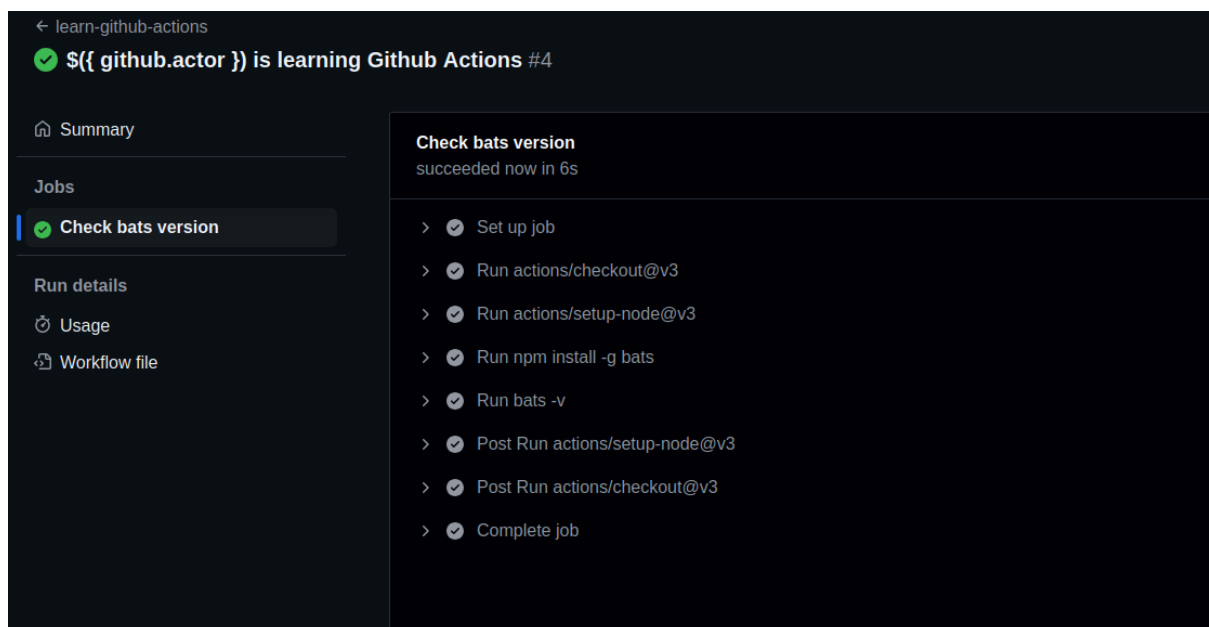 learn-github-actions
$({ github.actor }) is learning Github Actions #4
Summary
Jobs
Check bats version
Run details
Usage
Workflow file
Check bats version
succeeded now in 6s
Set up job
Run actions/checkout@v3
Run actions/setup-node@v3
Run npm install -g bats
Run bats -v
Post Run actions/setup-node@v3
Post Run actions/checkout@v3
Complete job